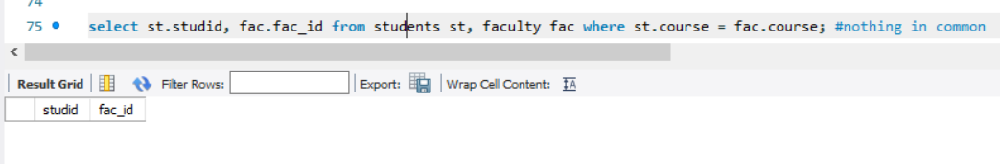 74
75 select st.studid, fac.fac_id from students st, faculty fac where st.course = fac.course; #nothing in common
Result Grid Filter Rows: Export: Wrap Cell Content: IA
studid fac_id